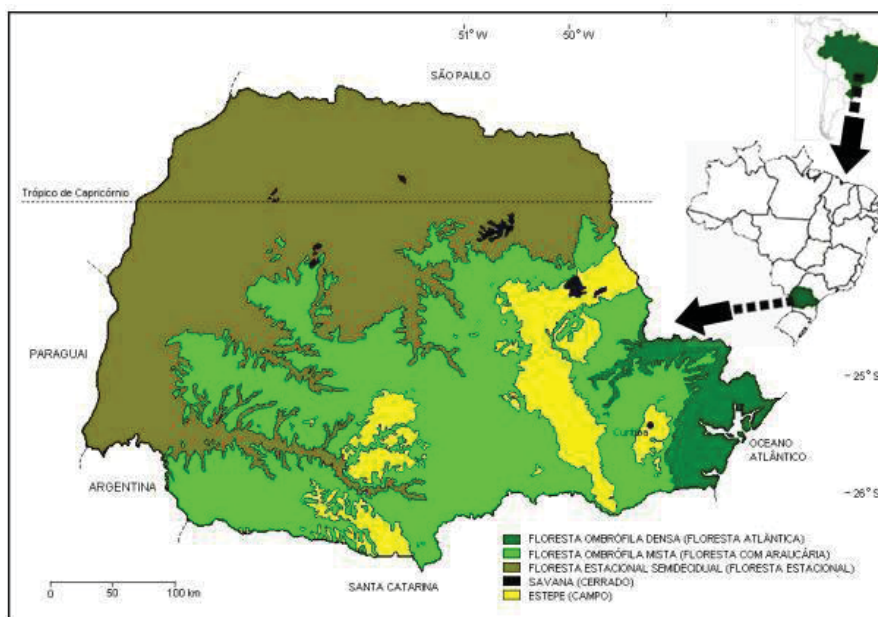 51° W
50° W
SÃO PAULO
Trópico de Capricórnio
PARAGUAI
25° S
Curitiba
OCEANO
ATLÂNTICO
ARGENTINA
26° S
FLORESTA OMBRÓFILA DENSA (FLORESTA ATLÂNTICA)
FLORESTA OMBRÓFILA MISTA (FLORESTA COM ARAUCÁRIA)
FLORESTA ESTACIONAL SEMIDECIDUAL (FLORESTA ESTACIONAL)
SAVANA (CERRADO)
ESTEPE (CAMPO)
0 50 100 km
SANTA CATARINA